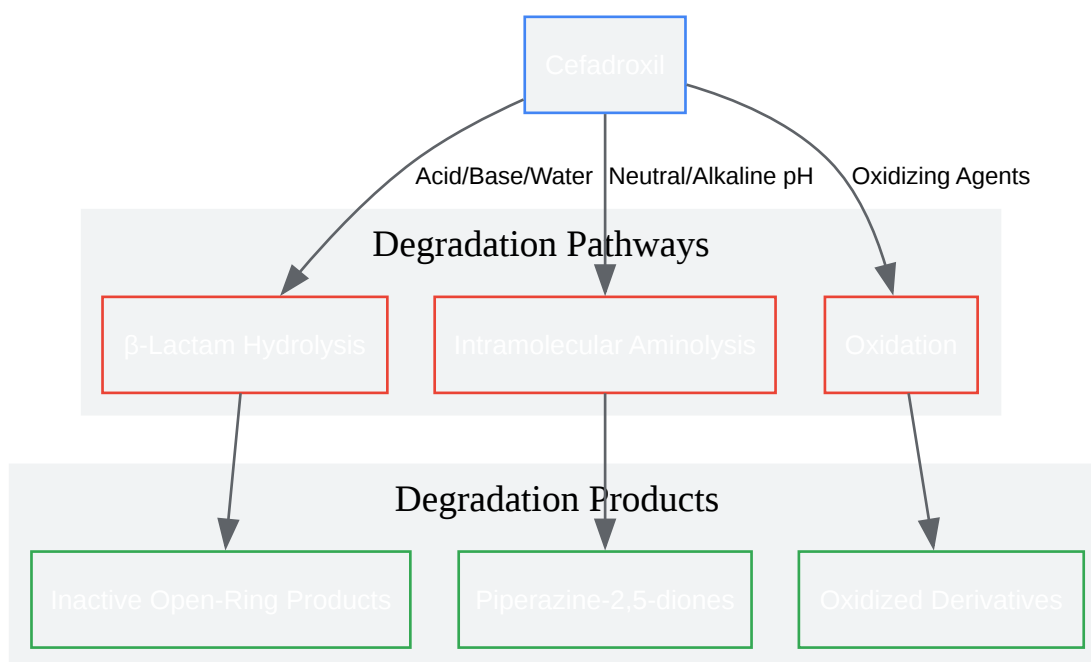 Cefadroxil
Acid/Base/Water
Neutral/Alkaline pH
Oxidizing Agents
Degradation Pathways
β-Lactam Hydrolysis
Intramolecular Aminolysis
Oxidation
Degradation Products
Inactive Open-Ring Products
Piperazine-2,5-diones
Oxidized Derivatives